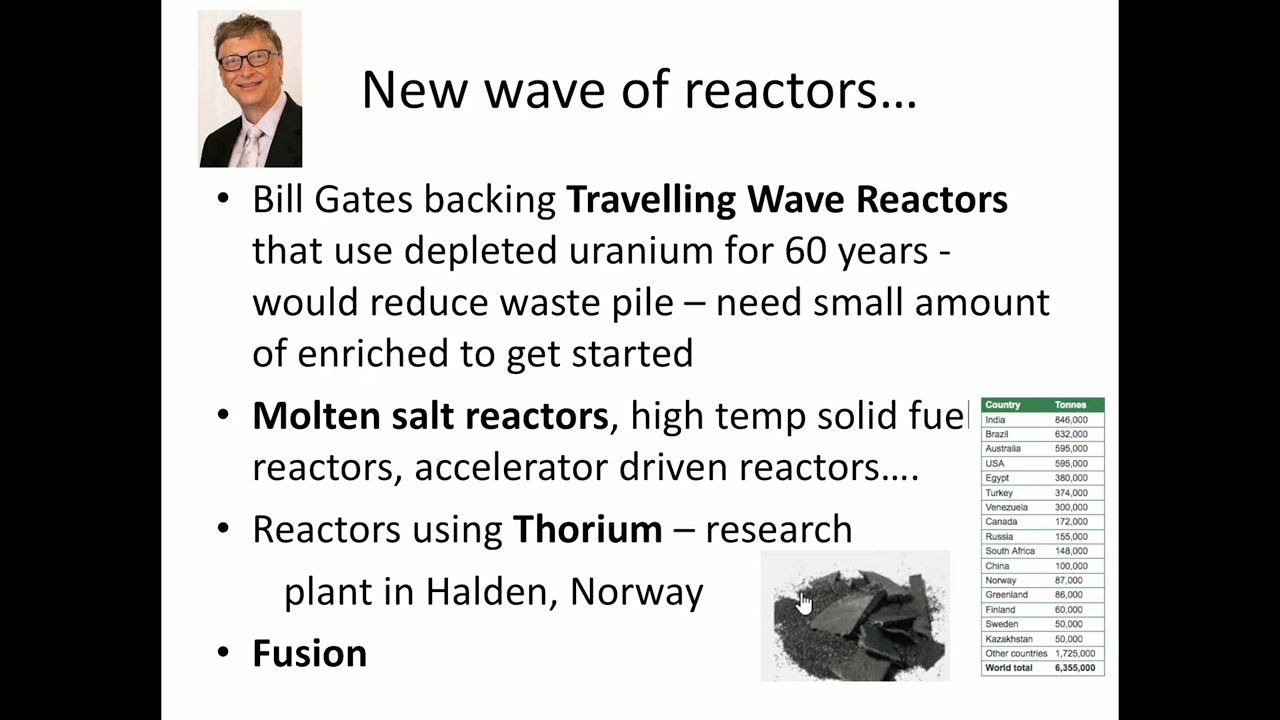 New wave of reactors...
• Bill Gates backing Travelling Wave Reactors
that use depleted uranium for 60 years -
would reduce waste pile – need small amount
of enriched to get started
• Molten salt reactors, high temp solid fuel
reactors, accelerator driven reactors....
• Reactors using Thorium – research
plant in Halden, Norway
• Fusion
Country Tonnes
India 846,000
Brazil 632,000
Australia 595,000
USA 595,000
Egypt 380,000
Turkey 374,000
Venezuela 300,000
Canada 172,000
Russia 155,000
South Africa 148,000
China 100,000
Norway 87,000
Greenland 86,000
Finland 60,000
Sweden 50,000
Kazakhstan 50,000
Other countries 1,725,000
World total 6,355,000